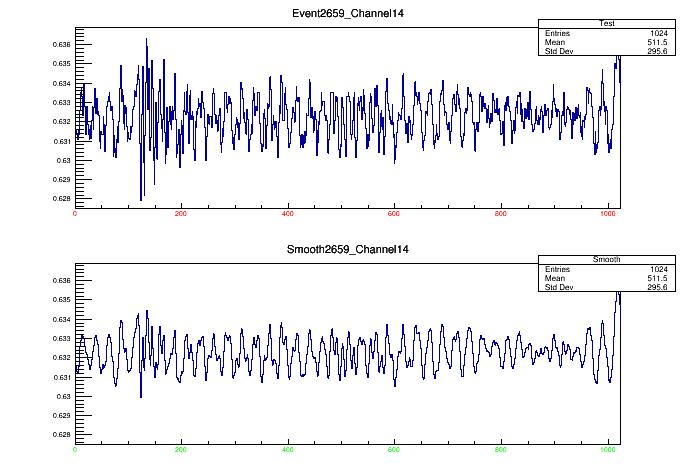 Event2659_Channel14
Test
Entries 1024
Mean 511.5
Std Dev 295.6
0.636
0.635
0.634
0.633
0.632
0.631
0.63
0.629
0.628
0 200 400 600 800 1000
Smooth2659_Channel14
Smooth
Entries 1024
Mean 511.5
Std Dev 295.6
0.636
0.635
0.634
0.633
0.632
0.631
0.63
0.629
0.628
0 200 400 600 800 1000